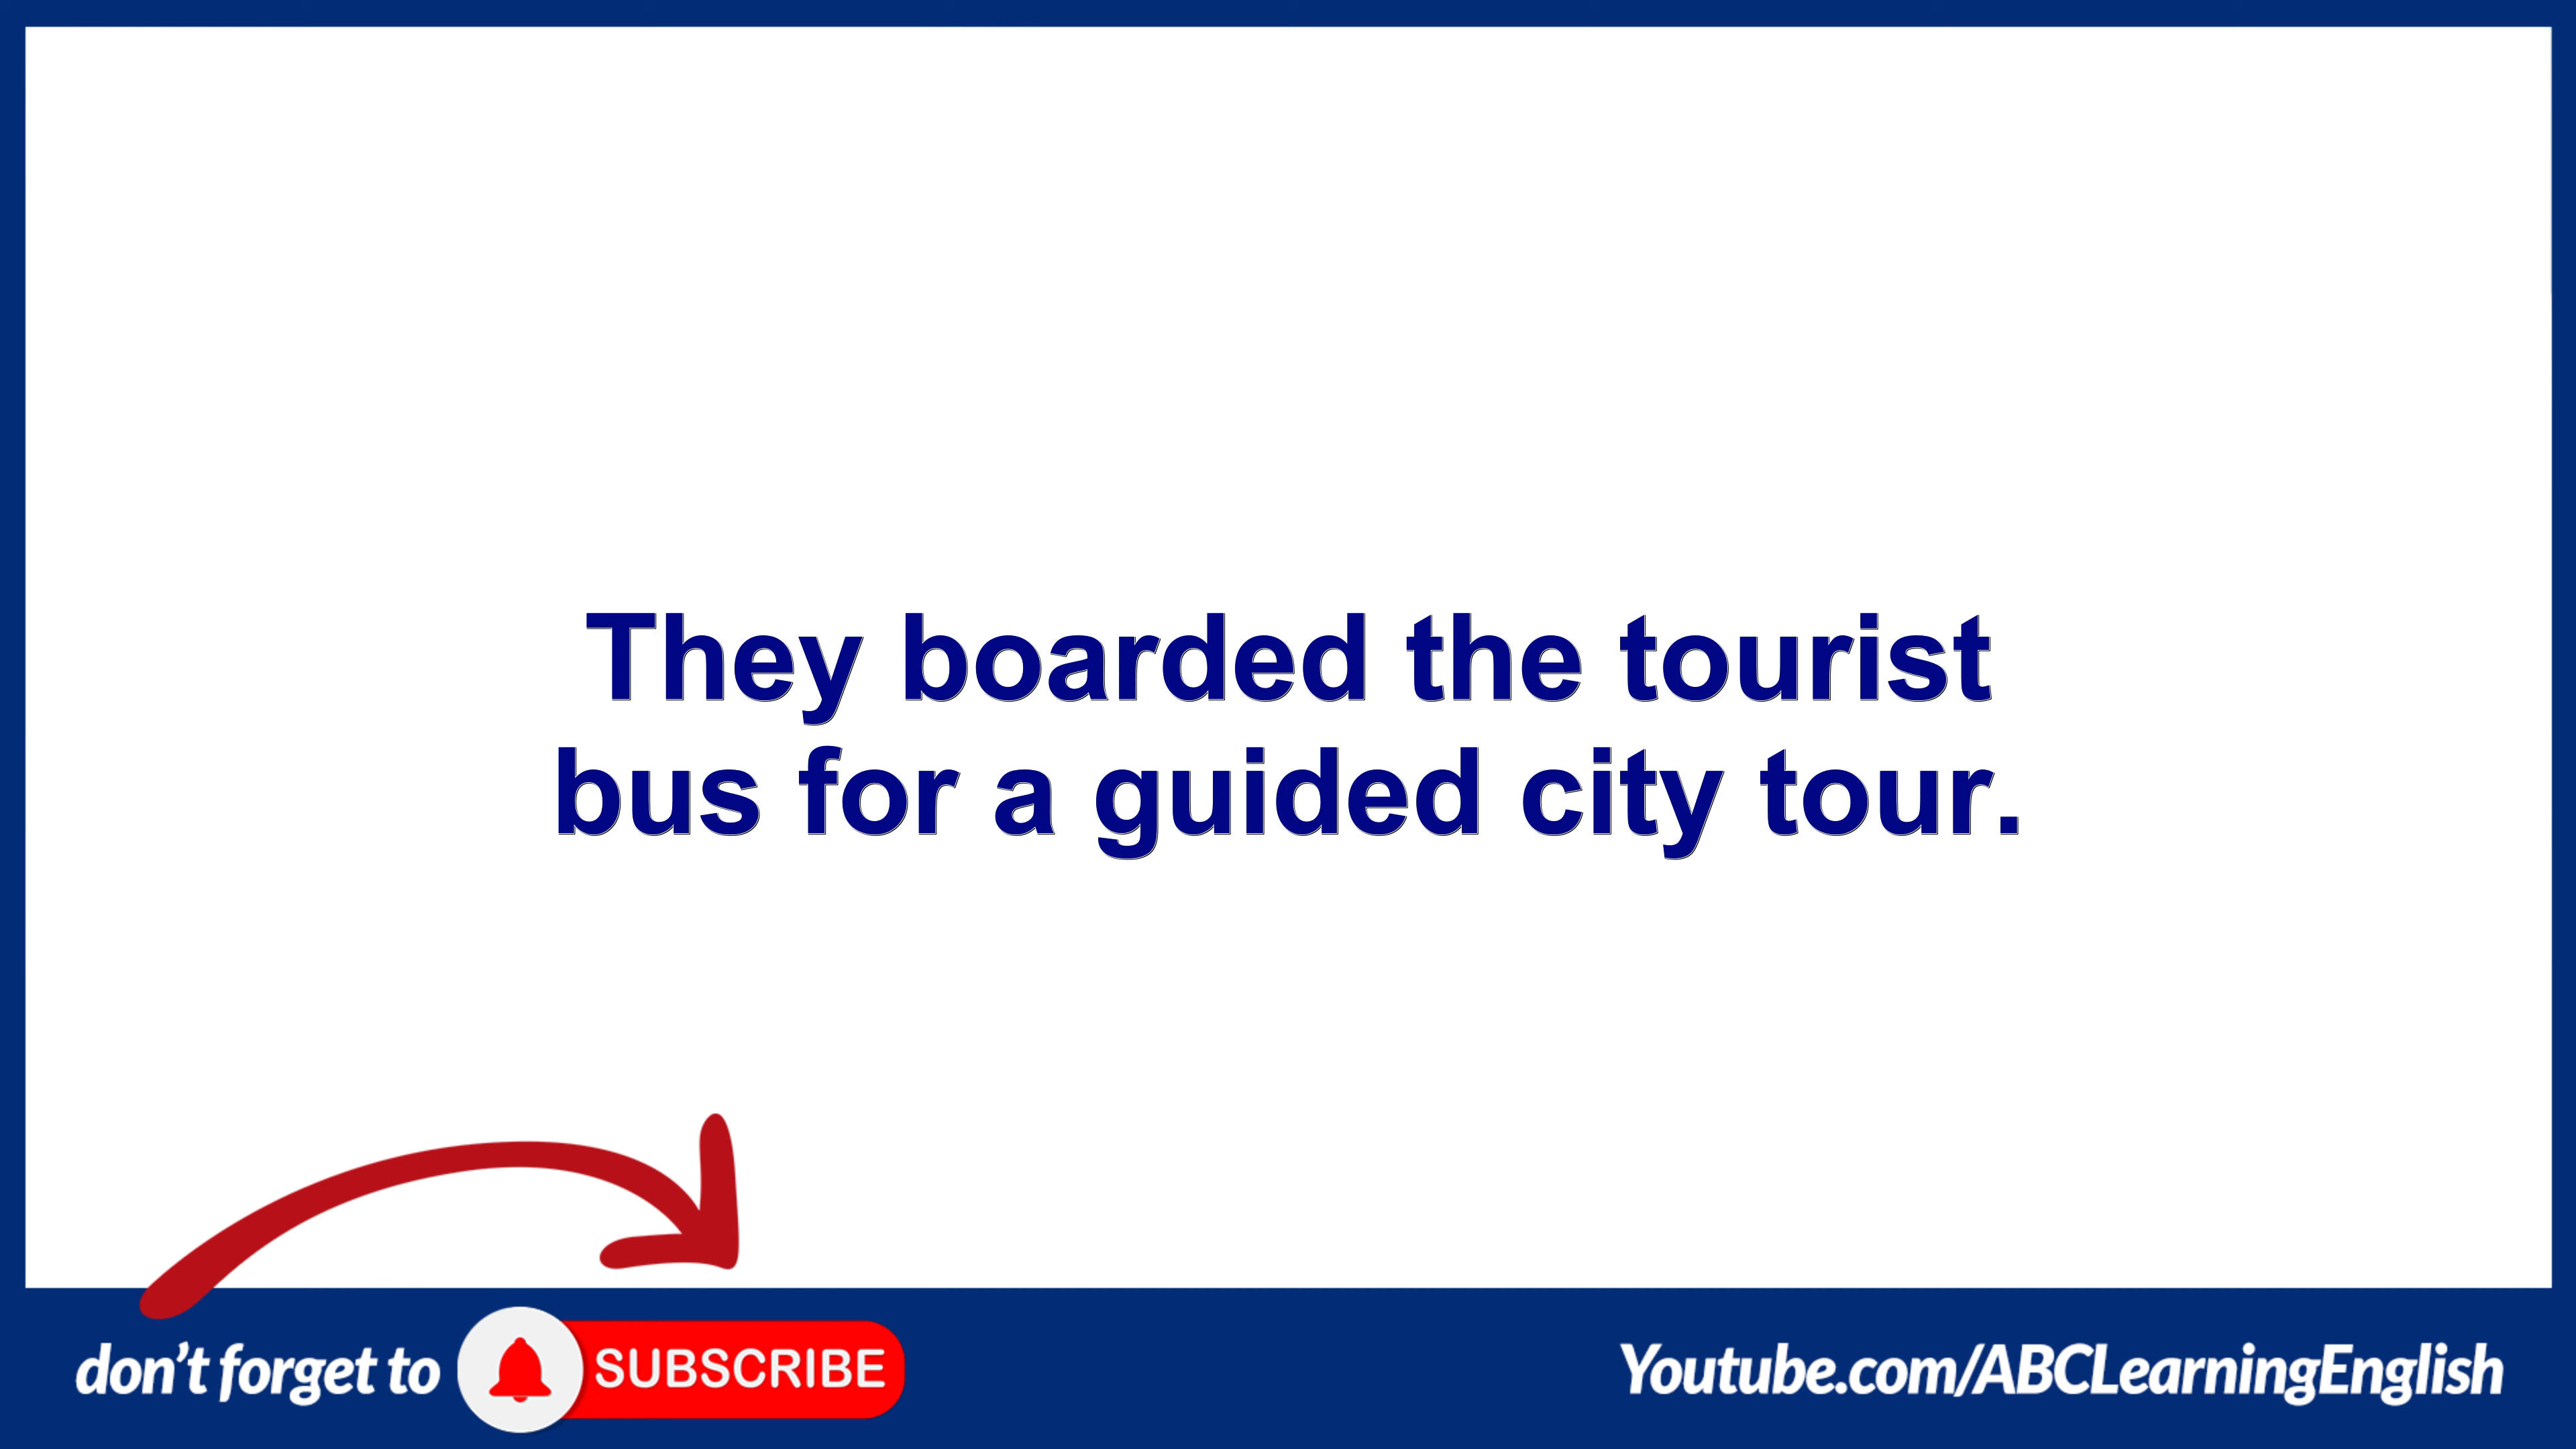 They boarded the tourist
bus for a guided city tour.
don't forget to SUBSCRIBE
Youtube.com/ABCLearningEnglish